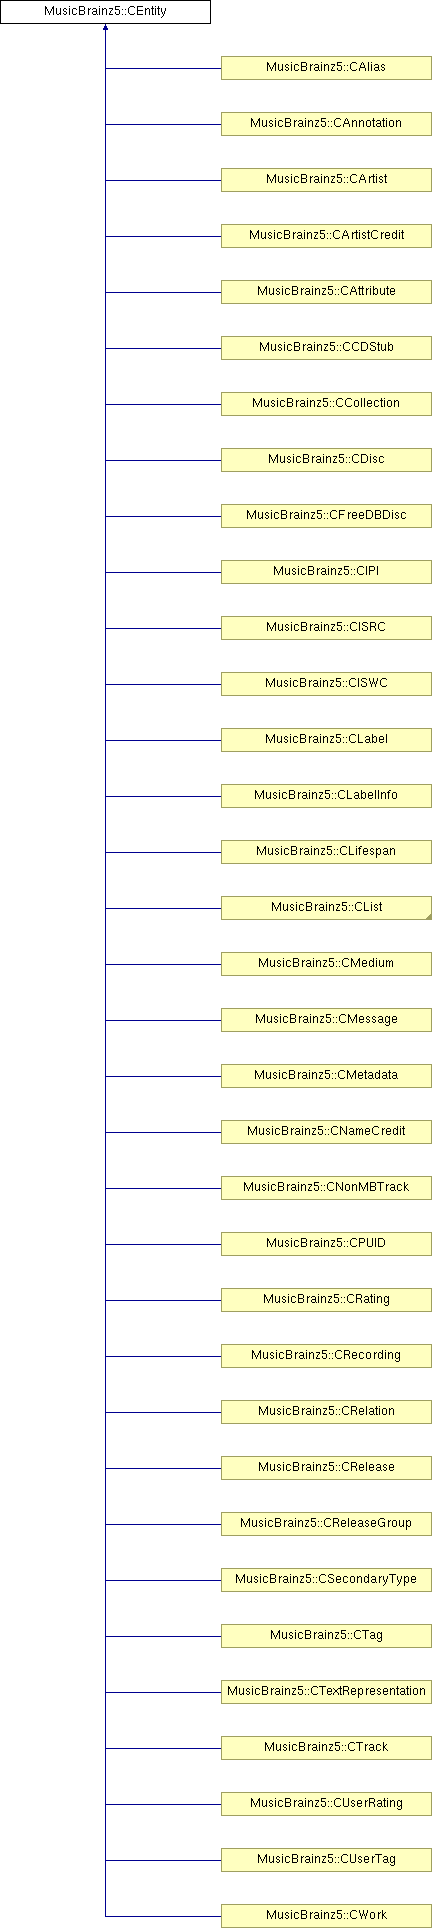 MusicBrainz5::CEntity
MusicBrainz5::CAlias
MusicBrainz5::CAnnotation
MusicBrainz5::CArtist
MusicBrainz5::CArtistCredit
MusicBrainz5::CAttribute
MusicBrainz5::CCDStub
MusicBrainz5::CCollection
MusicBrainz5::CDisc
MusicBrainz5::CFreeDBDisc
MusicBrainz5::CIPI
MusicBrainz5::CISRC
MusicBrainz5::CISWC
MusicBrainz5::CLabel
MusicBrainz5::CLabelInfo
MusicBrainz5::CLifespan
MusicBrainz5::CList
MusicBrainz5::CMedium
MusicBrainz5::CMessage
MusicBrainz5::CMetadata
MusicBrainz5::CNameCredit
MusicBrainz5::CNonMBTrack
MusicBrainz5::CPUID
MusicBrainz5::CRating
MusicBrainz5::CRecording
MusicBrainz5::CRelation
MusicBrainz5::CRelease
MusicBrainz5::CReleaseGroup
MusicBrainz5::CSecondaryType
MusicBrainz5::CTag
MusicBrainz5::CTextRepresentation
MusicBrainz5::CTrack
MusicBrainz5::CUserRating
MusicBrainz5::CUserTag
MusicBrainz5::CWork